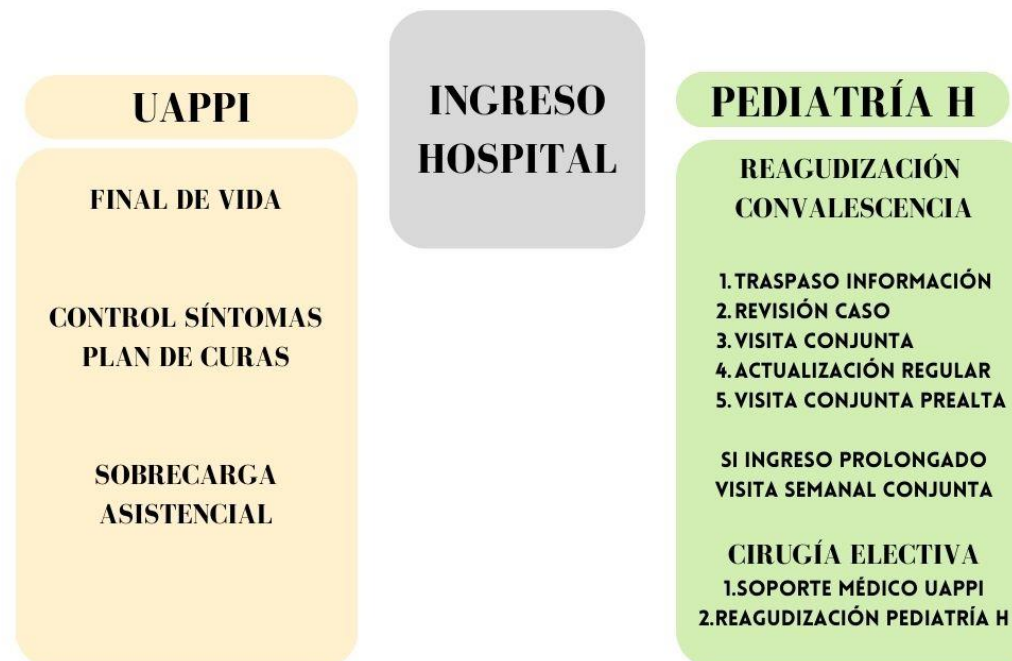 UAPPI
FINAL DE VIDA
CONTROL SÍNTOMAS
PLAN DE CURAS
SOBRECARGA
ASISTENCIAL
INGRESO
HOSPITAL
PEDIATRÍA H
REAGUDIZACIÓN
CONVALESCENCIA
1. TRASPASO INFORMACIÓN
2. REVISIÓN CASO
3. VISITA CONJUNTA
4. ACTUALIZACIÓN REGULAR
5. VISITA CONJUNTA PREALTA
SI INGRESO PROLONGADO
VISITA SEMANAL CONJUNTA
CIRUGÍA ELECTIVA
1.SOPORTE MÉDICO UAPPI
2.REAGUDIZACIÓN PEDIATRÍA H